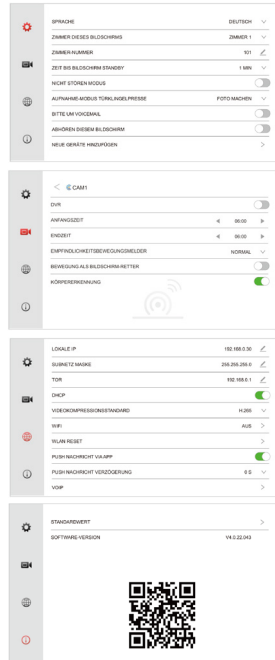 SPRACHE DEUTSCH
ZIMMER DIESES BILDSCHIRMS ZIMMER 1
ZIMMER-NUMMER 101
ZEIT BIS BILDSCHIRM STANDBY 1 MIN
NICHT STÖREN MODUS
AUFNAHME-MODUS TÜRKLINGELPRESSE FOTO MACHEN
BITTE UM VOICEMAIL
ABHÖREN DIESEM BILDSCHIRM
NEUE GERÄTE HINZUFÜGEN
< CAM1
DVR
ANFANGSZEIT 00:00
ENDZEIT 00:00
EMPFINDLICHKEITSBEWEGUNGSMELDER NORMAL
BEWEGUNG ALS BILDSCHIRM-RETTER
KÖRPERERKENNUNG
LOKALE IP 192.168.0.30
SUBNETZ MASKE 255.255.255.0
TOR 192.168.0.1
DHCP
VIDEOKOMPRESSIONSSTANDARD H.265
WIFI AUS
WLAN RESET
PUSH NACHRICHT VIA APP
PUSH NACHRICHT VERZÖGERUNG 0 S
VOIP
STANDARDWERT
SOFTWARE-VERSION V4.0.22.043